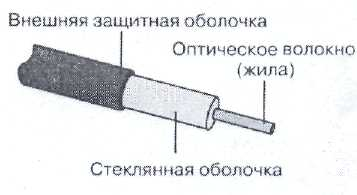 Внешняя защитная оболочка
Оптическое волокно
(жила)
Стеклянная оболочка